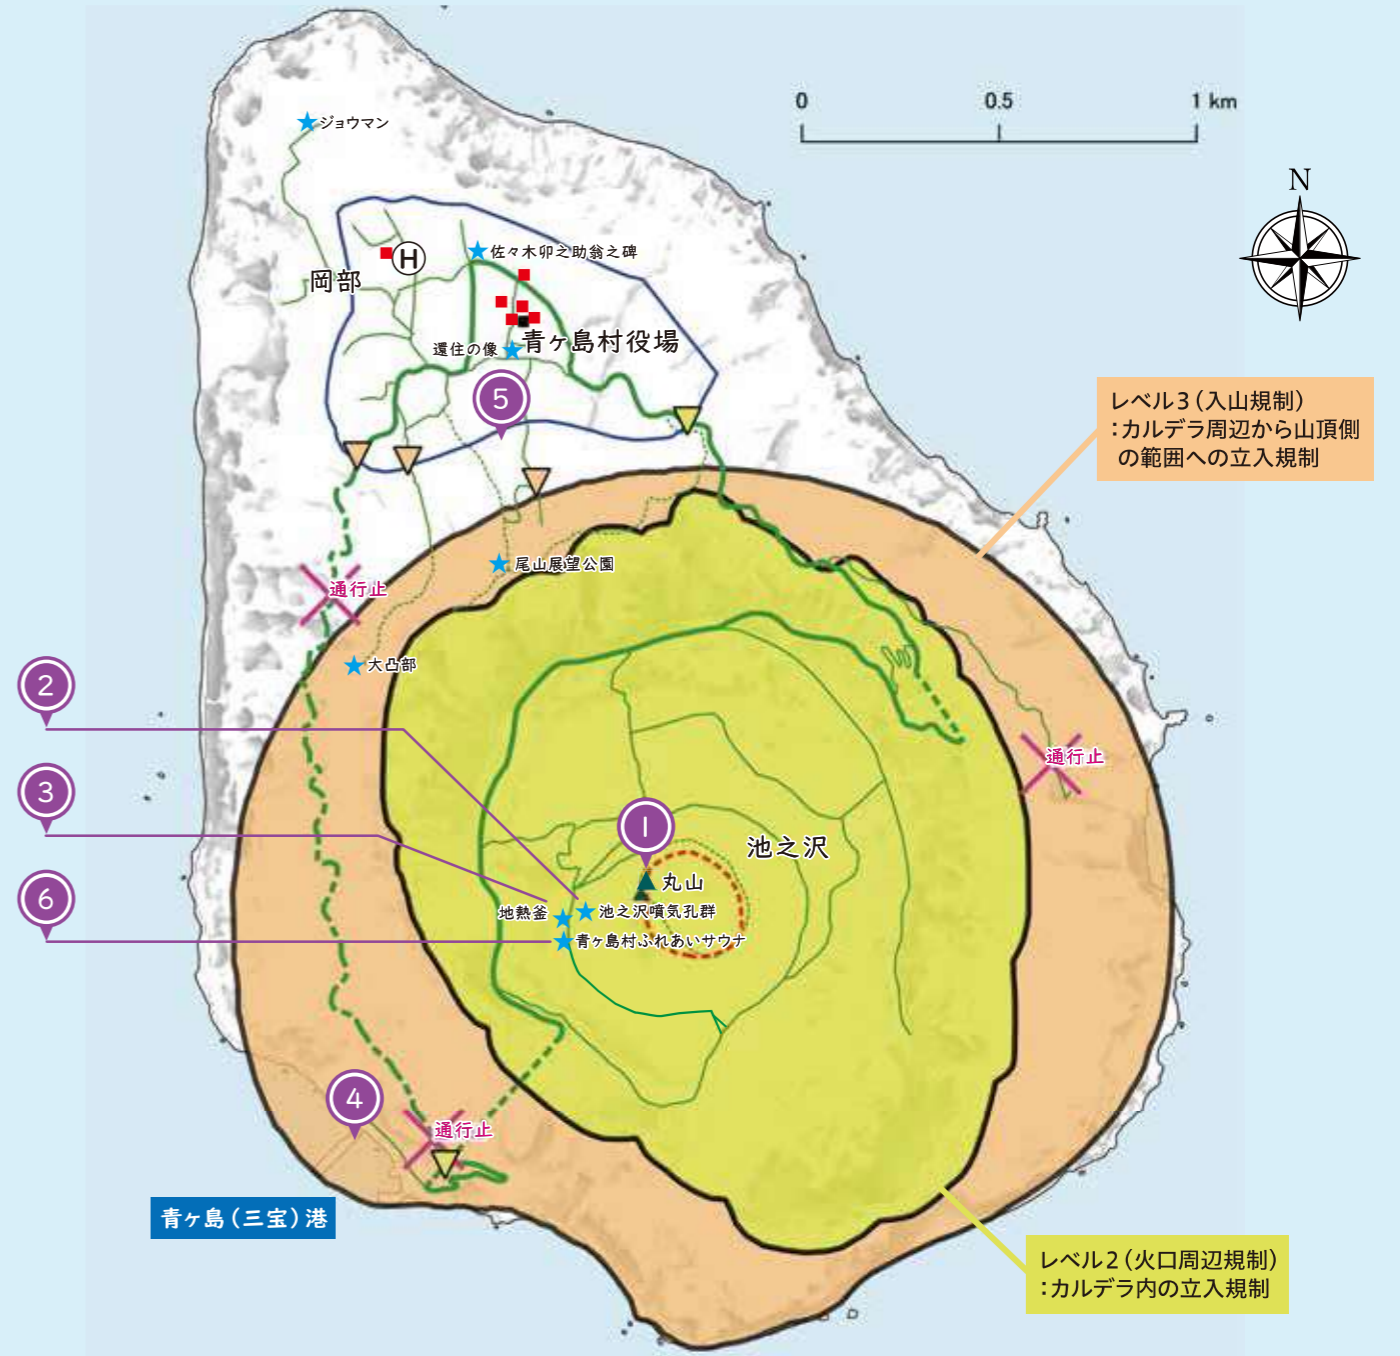 0 0.5 1 km
N
ジョウマン
佐々木卯之助翁之碑
H
岡部
青ヶ島村役場
還住の像
5
レベル3(入山規制)
:カルデラ周辺から山頂側
の範囲への立入規制
尾山展望公園
通行止
大凸部
2
通行止
3
1
池之沢
丸山
6
地熱釜
池之沢噴気孔群
青ヶ島村ふれあいサウナ
4
通行止
青ヶ島(三宝)港
レベル2(火口周辺規制)
:カルデラ内の立入規制